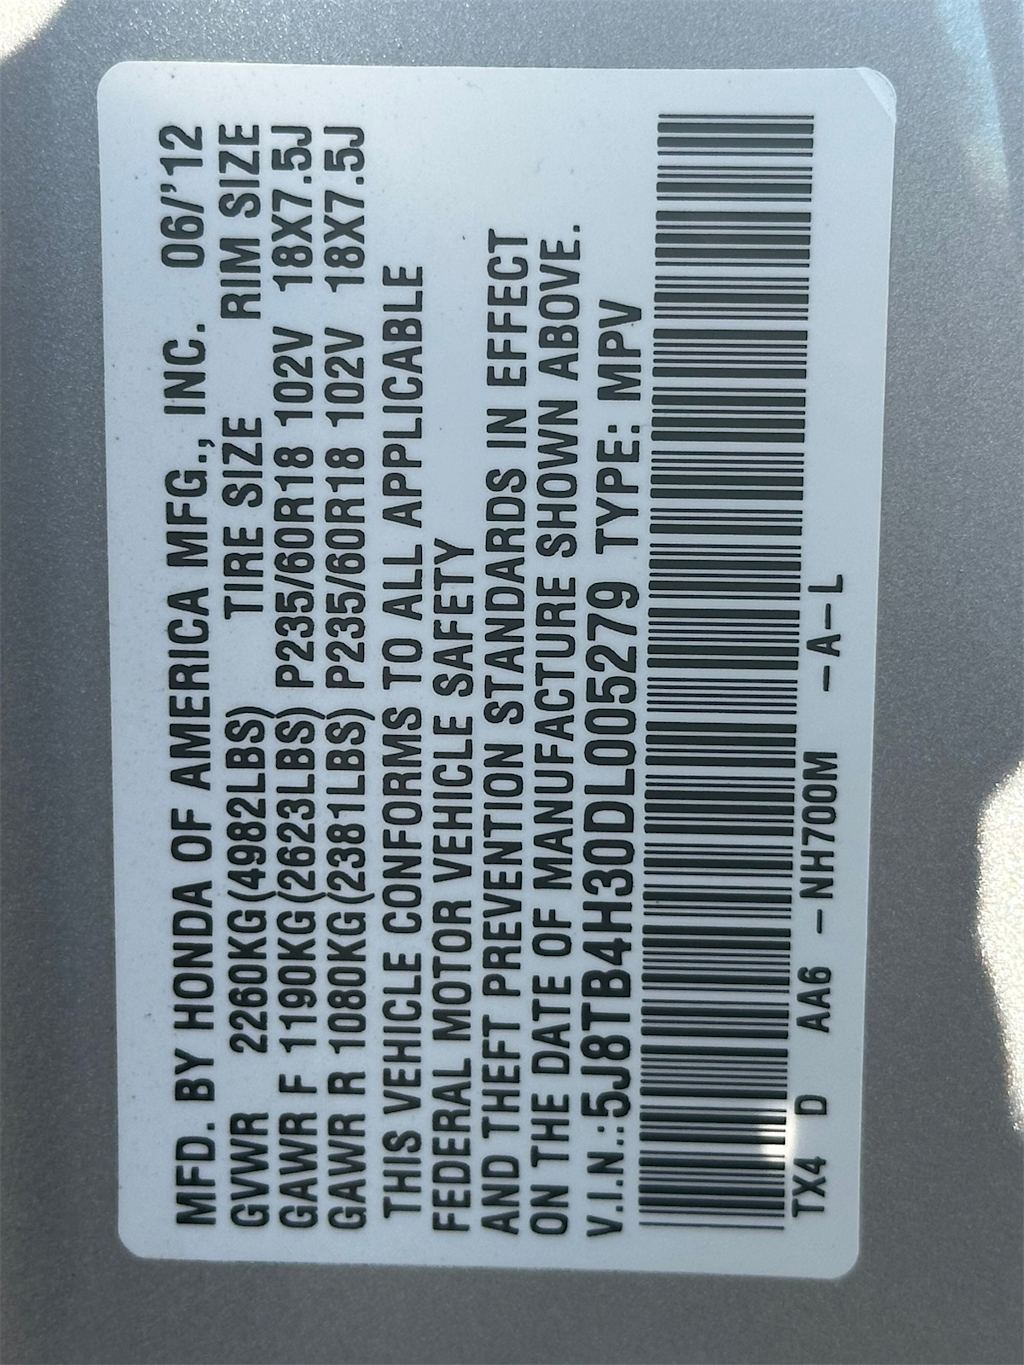 MFD. BY HONDA OF AMERICA MFG., INC. 06/'12
GVWR 2260KG(4982LBS) TIRE SIZE RIM SIZE
GAWR F 1190KG(2623LBS) P235/60R18 102V 18X7.5J
GAWR R 1080KG(2381LBS) P235/60R18 102V 18X7.5J
THIS VEHICLE CONFORMS TO ALL APPLICABLE
FEDERAL MOTOR VEHICLE SAFETY
AND THEFT PREVENTION STANDARDS IN EFFECT
ON THE DATE OF MANUFACTURE SHOWN ABOVE.
V.I.N.:5J8TB4H30DL005279 TYPE: MPV
TX4 D AA6 -NH700M -A-L